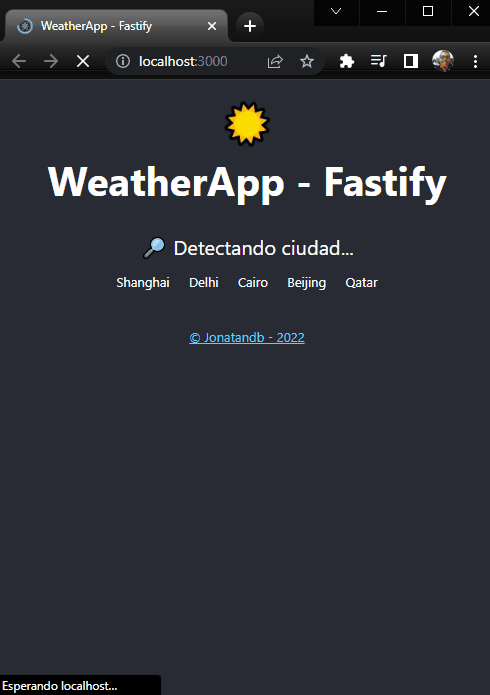 WeatherApp - Fastify
localhost:3000
WeatherApp - Fastify
Detectando ciudad...
Shanghai Delhi Cairo Beijing Qatar
© Jonatandb - 2022
Esperando localhost...